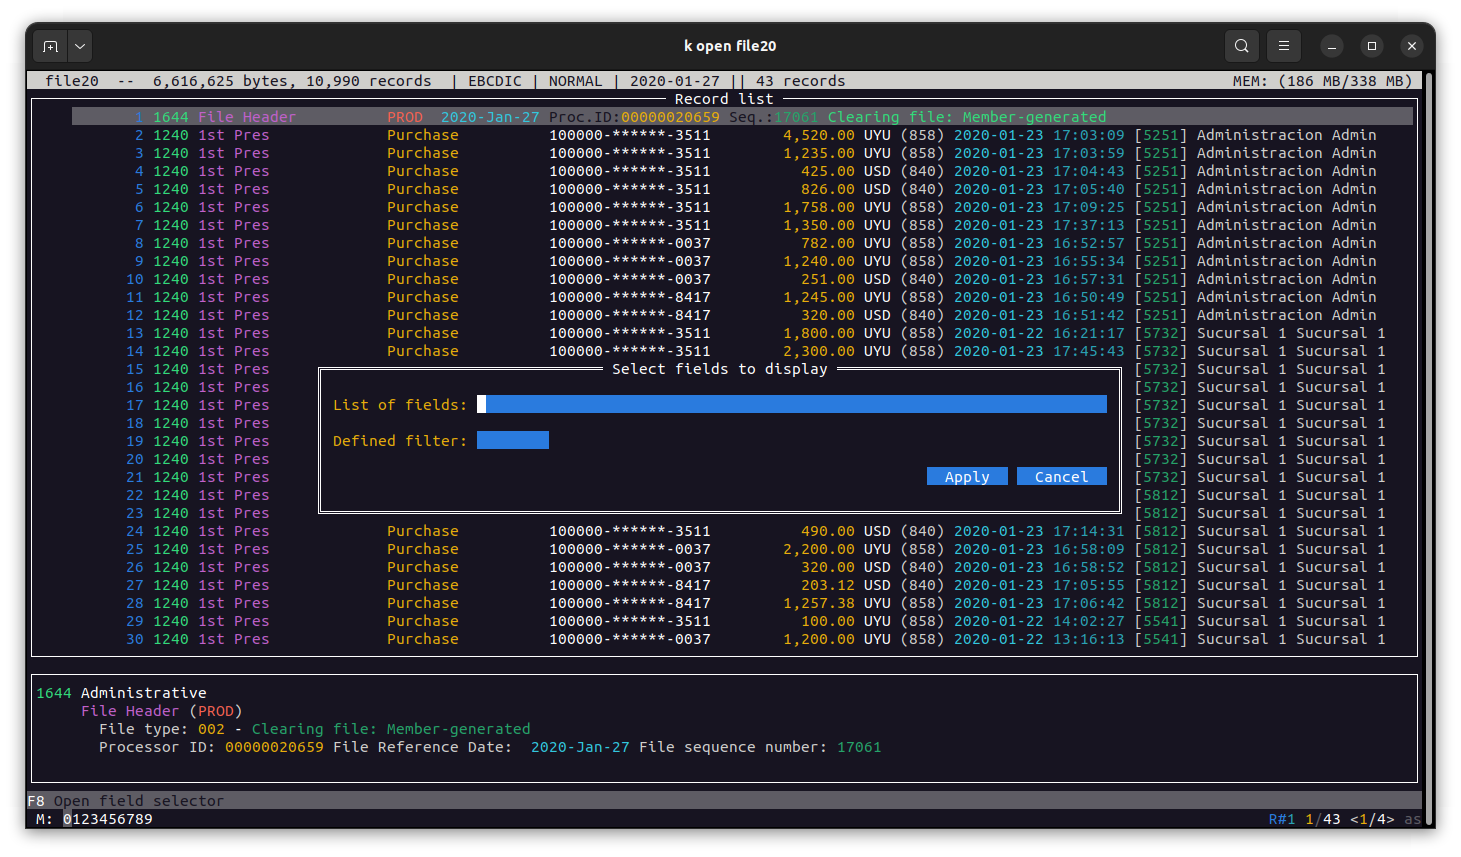 k open file20
file20 -- 6,616,625 bytes, 10,990 records | EBCDIC | NORMAL | 2020-01-27 || 43 records MEM: (186 MB/338 MB)
Record list
1 1644 File Header PROD 2020-Jan-27 Proc.ID:00000020659 Seq.:17061 Clearing file: Member-generated
2 1240 1st Pres Purchase 100000-******-3511 4,520.00 UYU (858) 2020-01-23 17:03:09 [5251] Administracion Admin
3 1240 1st Pres Purchase 100000-******-3511 1,235.00 UYU (858) 2020-01-23 17:03:59 [5251] Administracion Admin
4 1240 1st Pres Purchase 100000-******-3511 425.00 USD (840) 2020-01-23 17:04:43 [5251] Administracion Admin
5 1240 1st Pres Purchase 100000-******-3511 826.00 USD (840) 2020-01-23 17:05:40 [5251] Administracion Admin
6 1240 1st Pres Purchase 100000-******-3511 1,758.00 UYU (858) 2020-01-23 17:09:25 [5251] Administracion Admin
7 1240 1st Pres Purchase 100000-******-3511 1,350.00 UYU (858) 2020-01-23 17:37:13 [5251] Administracion Admin
8 1240 1st Pres Purchase 100000-******-0037 782.00 UYU (858) 2020-01-23 16:52:57 [5251] Administracion Admin
9 1240 1st Pres Purchase 100000-******-0037 1,240.00 UYU (858) 2020-01-23 16:55:34 [5251] Administracion Admin
10 1240 1st Pres Purchase 100000-******-0037 251.00 USD (840) 2020-01-23 16:57:31 [5251] Administracion Admin
11 1240 1st Pres Purchase 100000-******-8417 1,245.00 UYU (858) 2020-01-23 16:50:49 [5251] Administracion Admin
12 1240 1st Pres Purchase 100000-******-8417 320.00 USD (840) 2020-01-23 16:51:42 [5251] Administracion Admin
13 1240 1st Pres Purchase 100000-******-3511 1,800.00 UYU (858) 2020-01-22 16:21:17 [5732] Sucursal 1 Sucursal 1
14 1240 1st Pres Purchase 100000-******-3511 2,300.00 UYU (858) 2020-01-23 17:45:43 [5732] Sucursal 1 Sucursal 1
15 1240 1st Pres Select fields to display [5732] Sucursal 1 Sucursal 1
16 1240 1st Pres [5732] Sucursal 1 Sucursal 1
17 1240 1st Pres List of fields: [5732] Sucursal 1 Sucursal 1
18 1240 1st Pres [5732] Sucursal 1 Sucursal 1
19 1240 1st Pres Defined filter: [5732] Sucursal 1 Sucursal 1
20 1240 1st Pres [5732] Sucursal 1 Sucursal 1
21 1240 1st Pres Apply Cancel [5732] Sucursal 1 Sucursal 1
22 1240 1st Pres [5812] Sucursal 1 Sucursal 1
23 1240 1st Pres [5812] Sucursal 1 Sucursal 1
24 1240 1st Pres Purchase 100000-******-3511 490.00 USD (840) 2020-01-23 17:14:31 [5812] Sucursal 1 Sucursal 1
25 1240 1st Pres Purchase 100000-******-0037 2,200.00 UYU (858) 2020-01-23 16:58:09 [5812] Sucursal 1 Sucursal 1
26 1240 1st Pres Purchase 100000-******-0037 320.00 USD (840) 2020-01-23 16:58:52 [5812] Sucursal 1 Sucursal 1
27 1240 1st Pres Purchase 100000-******-8417 203.12 USD (840) 2020-01-23 17:05:55 [5812] Sucursal 1 Sucursal 1
28 1240 1st Pres Purchase 100000-******-8417 1,257.38 UYU (858) 2020-01-23 17:06:42 [5812] Sucursal 1 Sucursal 1
29 1240 1st Pres Purchase 100000-******-3511 100.00 UYU (858) 2020-01-22 14:02:27 [5541] Sucursal 1 Sucursal 1
30 1240 1st Pres Purchase 100000-******-0037 1,200.00 UYU (858) 2020-01-22 13:16:13 [5541] Sucursal 1 Sucursal 1
1644 Administrative
File Header (PROD)
File type: 002 - Clearing file: Member-generated
Processor ID: 00000020659 File Reference Date: 2020-Jan-27 File sequence number: 17061
F8 Open field selector
M: 0123456789 R#1 1/43 <1/4> as